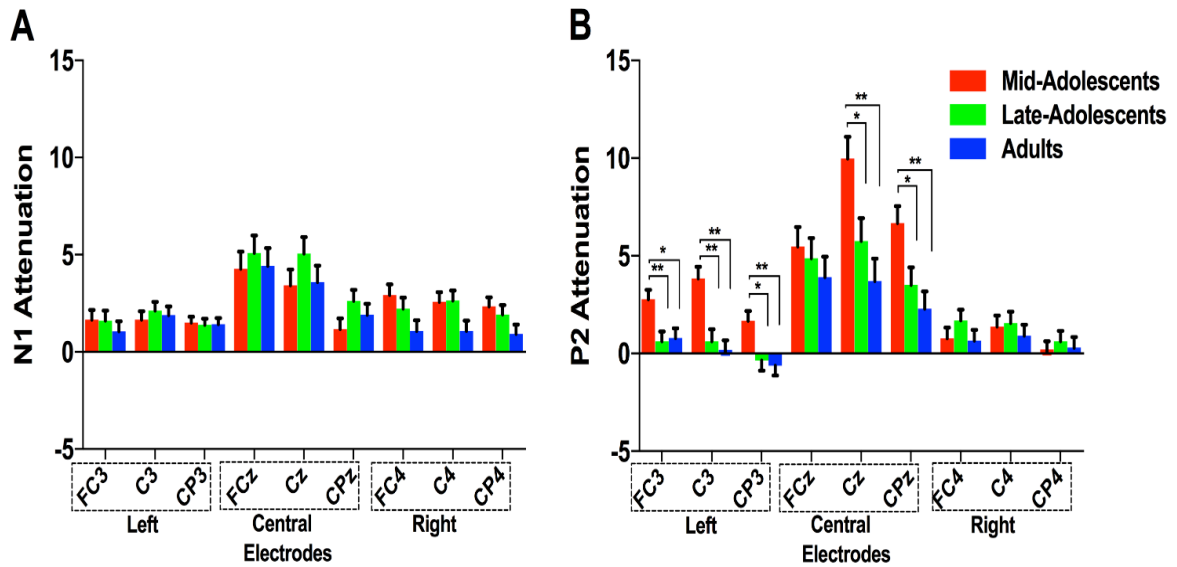 A
N1 Attenuation
15
10
5
0
-5
FC3 C3 CP3 FCz Cz CPz FC4 C4 CP4
Left Central Right
Electrodes
B
P2 Attenuation
15
10
5
0
-5
Mid-Adolescents
Late-Adolescents
Adults
* **
** **
** *
** *
** *
FC3 C3 CP3 FCz Cz CPz FC4 C4 CP4
Left Central Right
Electrodes